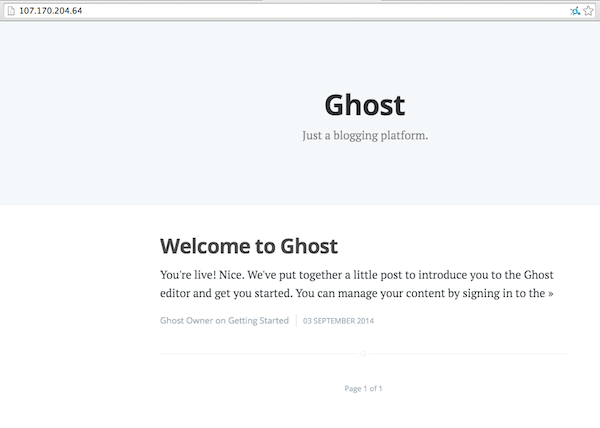 107.170.204.64
Ghost
Just a blogging platform.
Welcome to Ghost
You're live! Nice. We've put together a little post to introduce you to the Ghost
editor and get you started. You can manage your content by signing in to the »
Ghost Owner on Getting Started 03 SEPTEMBER 2014
Page 1 of 1